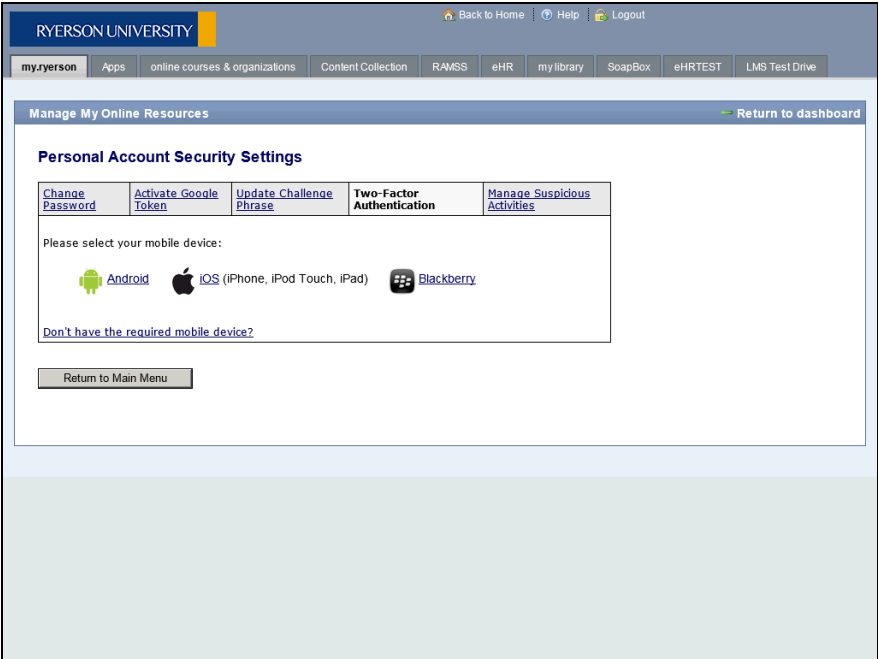 Back to Home Help Logout
RYERSON UNIVERSITY
my.ryerson Apps online courses & organizations Content Collection RAMSS eHR my library SoapBox eHRTEST LMS Test Drive
Manage My Online Resources Return to dashboard
Personal Account Security Settings
Change Password
Activate Google Token
Update Challenge Phrase
Two-Factor Authentication
Manage Suspicious Activities
Please select your mobile device:
Android iOS (iPhone, iPod Touch, iPad) Blackberry
Don't have the required mobile device?
Return to Main Menu